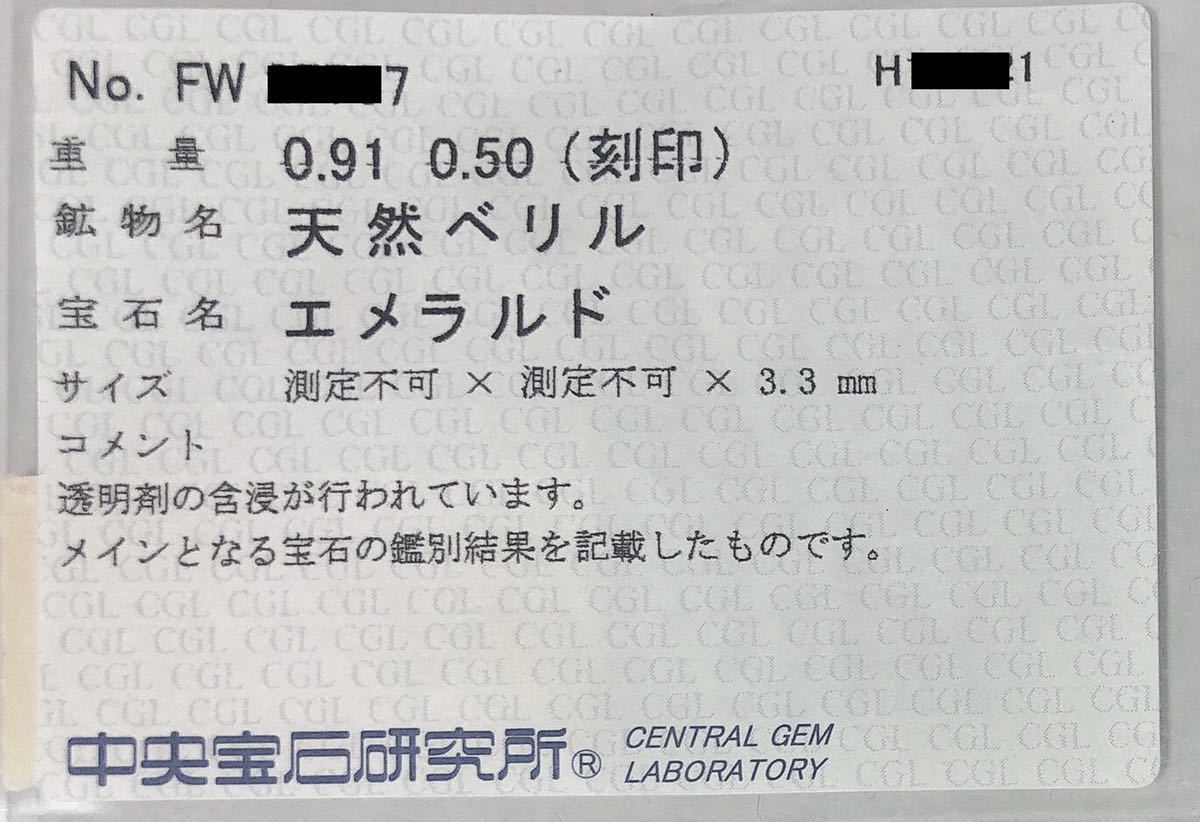 No. FW 7 H 21
重量 0.91 0.50 (刻印)
鉱物名 天然ベリル
宝石名 エメラルド
サイズ 測定不可 × 測定不可 × 3.3 mm
コメント
透明剤の含浸が行われています。
メインとなる宝石の鑑別結果を記載したものです。
中央宝石研究所® CENTRAL GEM
LABORATORY